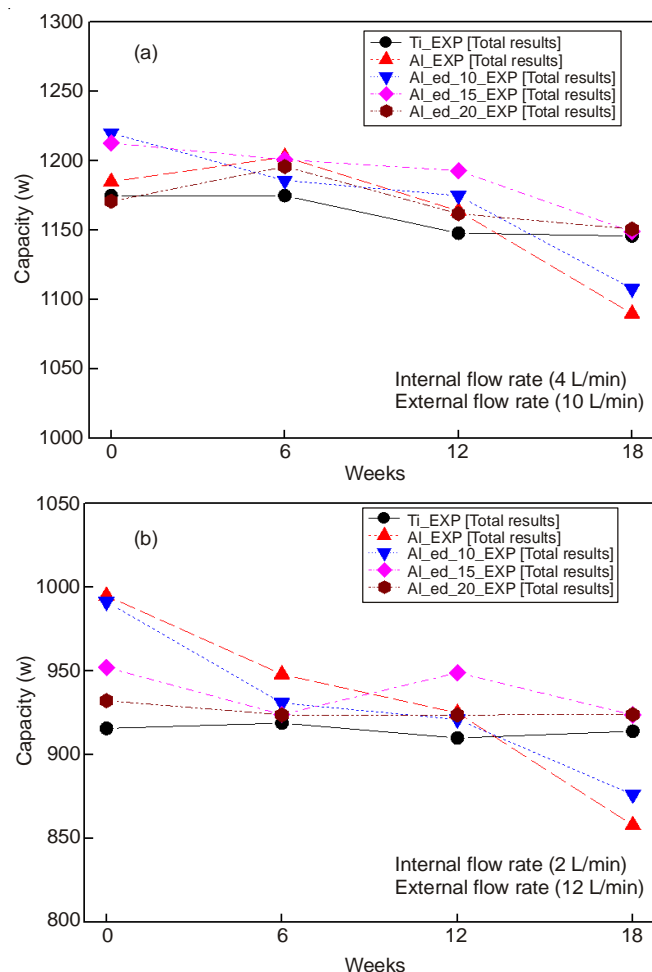 1300
(a)
Ti_EXP [Total results]
Al_EXP [Total results]
Al_ed_10_EXP [Total results]
Al_ed_15_EXP [Total results]
Al_ed_20_EXP [Total results]
1250
1200
1150
1100
1050
1000
Capacity (w)
Internal flow rate (4 L/min)
External flow rate (10 L/min)
0 6 12 18
Weeks
1050
(b)
Ti_EXP [Total results]
Al_EXP [Total results]
Al_ed_10_EXP [Total results]
Al_ed_15_EXP [Total results]
Al_ed_20_EXP [Total results]
1000
950
900
850
800
Capacity (w)
Internal flow rate (2 L/min)
External flow rate (12 L/min)
0 6 12 18
Weeks